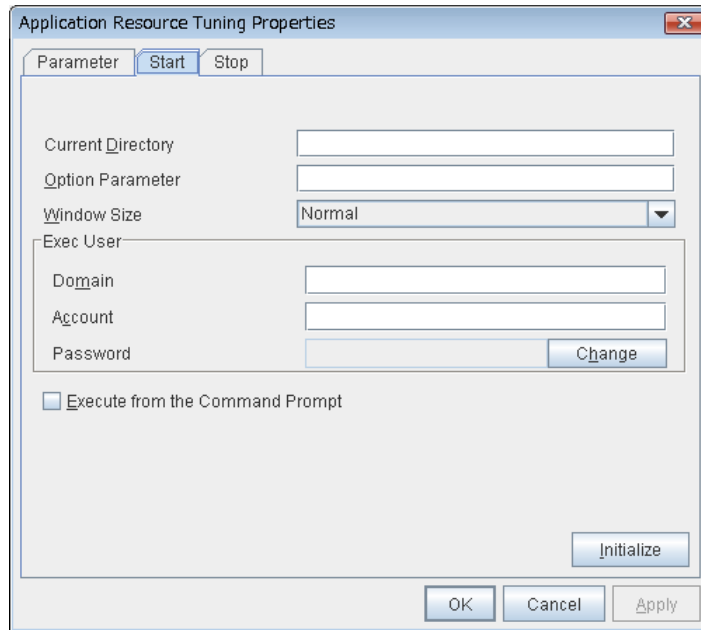 Application Resource Tuning Properties
Parameter Start Stop
Current Directory
Option Parameter
Window Size Normal
Exec User
Domain
Account
Password Change
Execute from the Command Prompt
Initialize
OK Cancel Apply